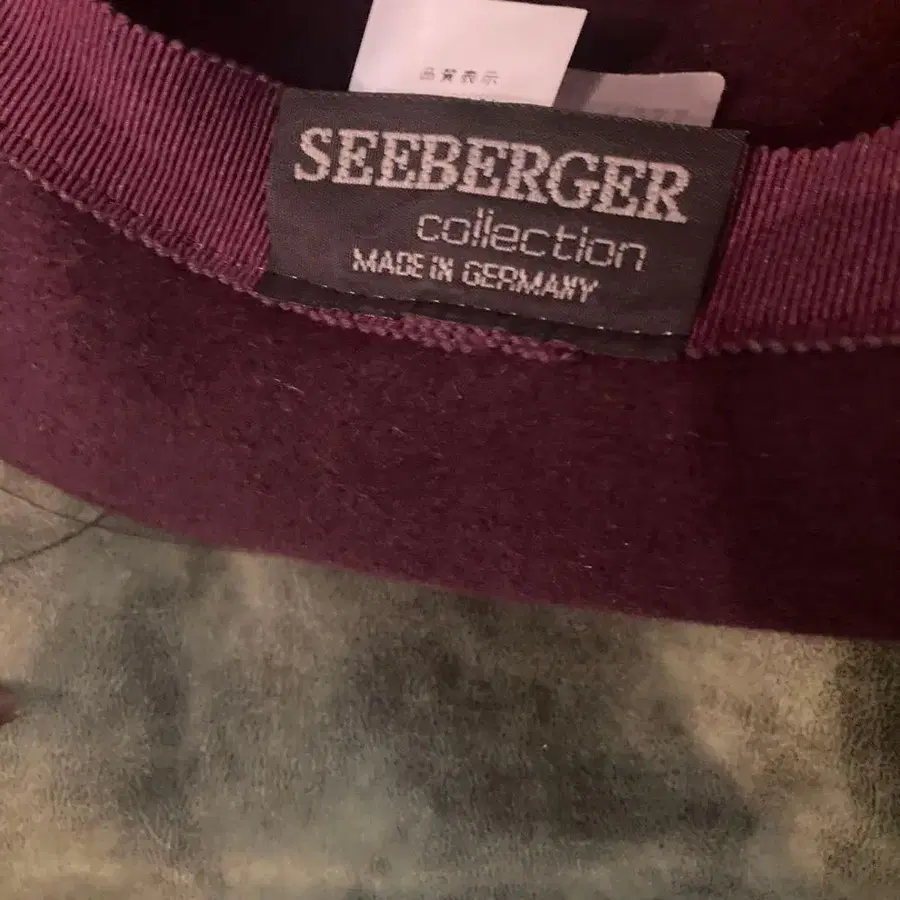 品質表示
SEEBERGER
collection
MADE IN GERMANY